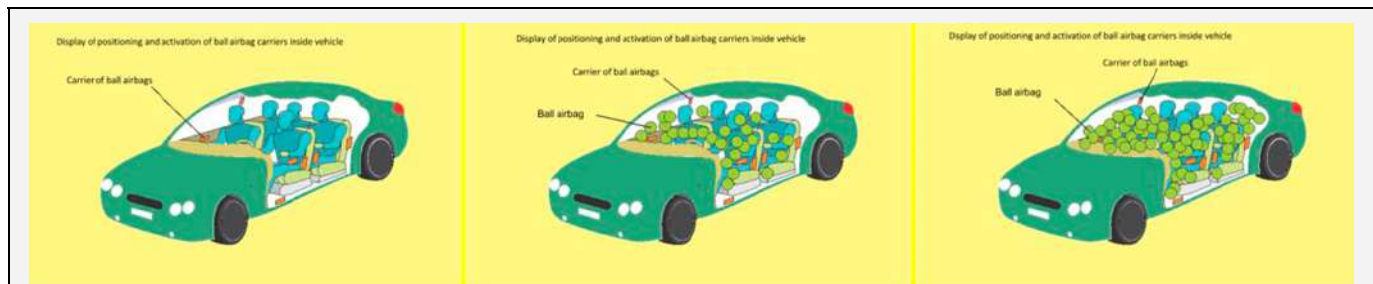 Display of positioning and activation of ball airbag carriers inside vehicle
Carrier of ball airbags
Display of positioning and activation of ball airbag carriers inside vehicle
Carrier of ball airbags
Ball airbag
Display of positioning and activation of ball airbag carriers inside vehicle
Carrier of ball airbags
Ball airbag